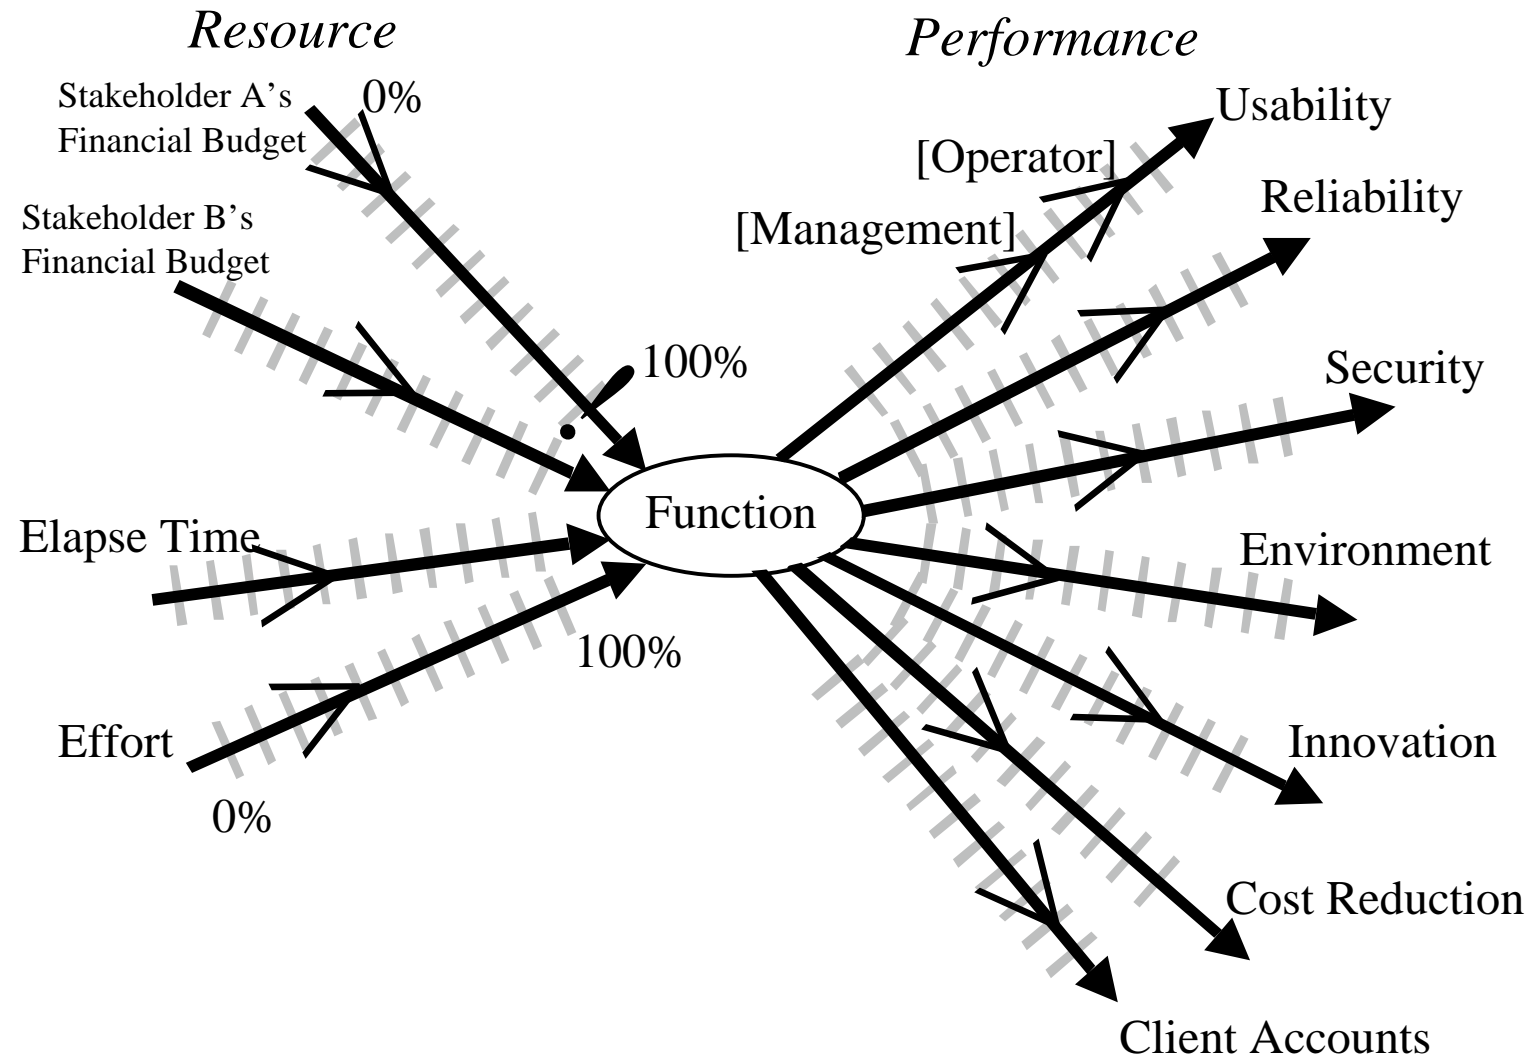 Resource
Performance
Stakeholder A's
Financial Budget
0%
Usability
[Operator]
Reliability
Stakeholder B's
Financial Budget
[Management]
100%
Security
Function
Elapse Time
Environment
100%
Effort
Innovation
0%
Cost Reduction
Client Accounts